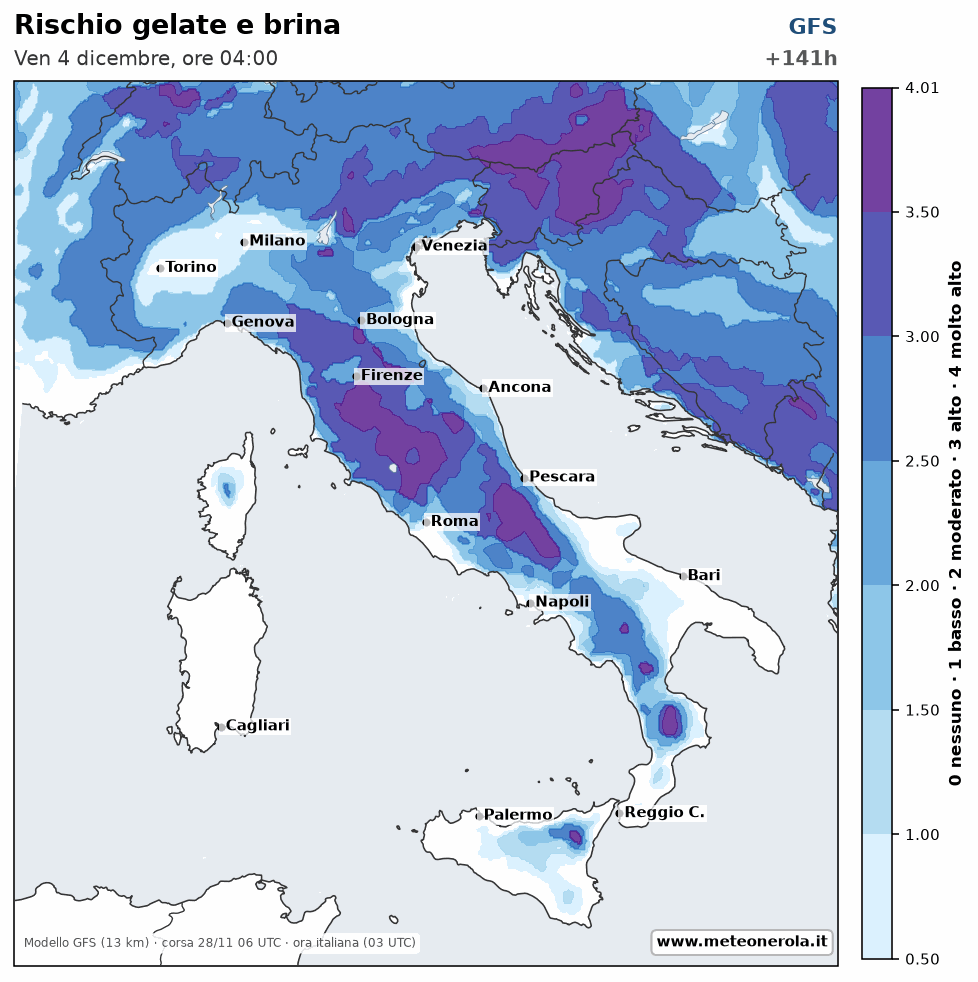 Rischio gelate e brina
GFS
Ven 4 dicembre, ore 04:00
+141h
4.01
3.50
3.00
2.50
2.00
1.50
1.00
0.50
0 nessuno · 1 basso · 2 moderato · 3 alto · 4 molto alto
Milano
Venezia
Torino
Genova
Bologna
Firenze
Ancona
Pescara
Roma
Bari
Napoli
Cagliari
Palermo
Reggio C.
Modello GFS (13 km) · corsa 28/11 06 UTC · ora italiana (03 UTC)
www.meteonerola.it